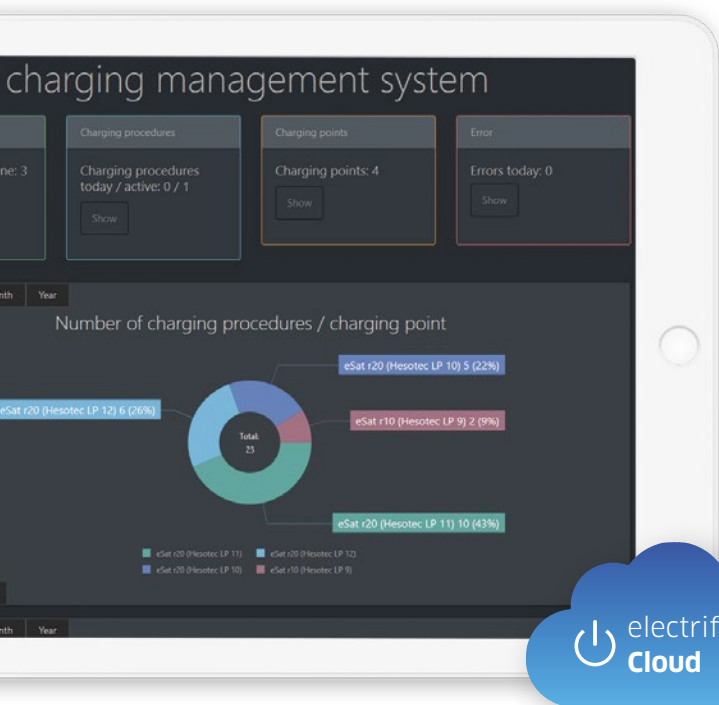 charging management system
Charging procedures
Charging points
Error
ne: 3
Charging procedures
today / active: 0 / 1
Show
Charging points: 4
Show
Errors today: 0
Show
nth
Year
Number of charging procedures / charging point
eSat r20 (Hesotec LP 10) 5 (22%)
eSat r20 (Hesotec LP 12) 6 (26%)
eSat r10 (Hesotec LP 9) 2 (9%)
Total:
23
eSat r20 (Hesotec LP 11) 10 (43%)
eSat r20 (Hesotec LP 11)
eSat r20 (Hesotec LP 12)
eSat r20 (Hesotec LP 10)
eSat r10 (Hesotec LP 9)
nth
Year
electrif
Cloud